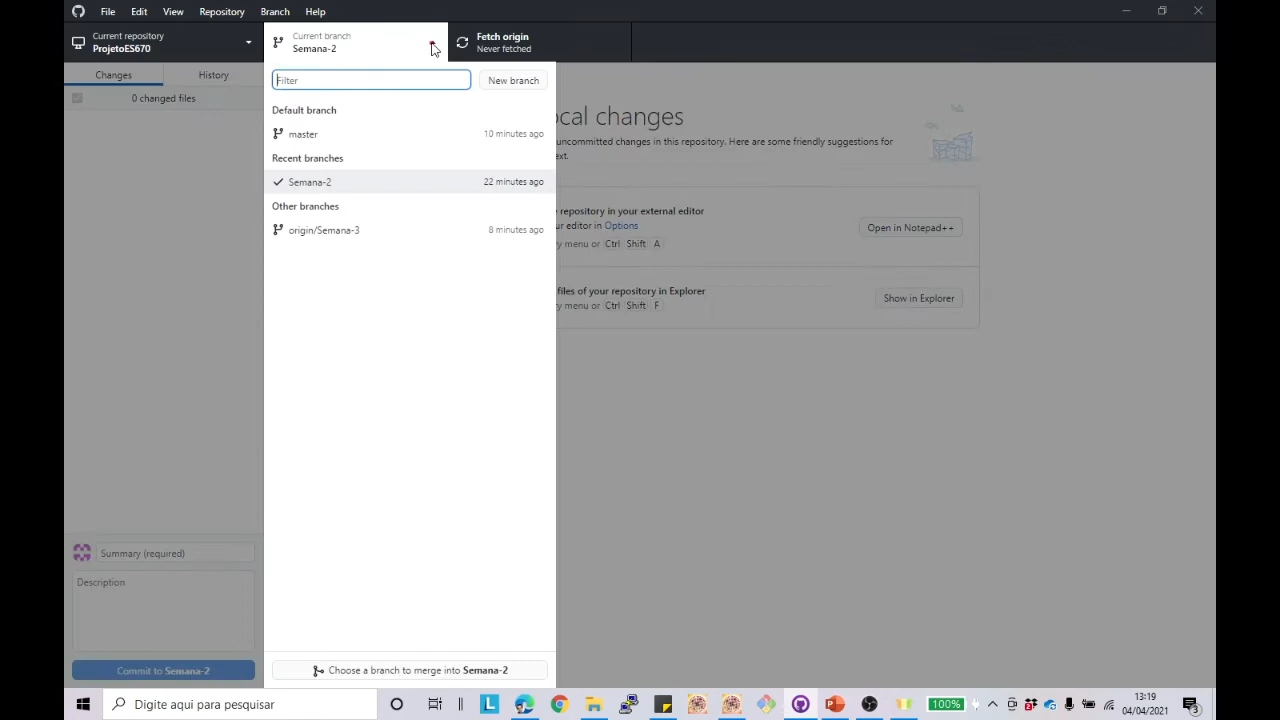 File Edit View Repository Branch Help
Current repository
ProjetoES670
Current branch
Semana-2
Fetch origin
Never fetched
Changes History
0 changed files
Filter
New branch
Default branch
master 10 minutes ago
Recent branches
Semana-2 22 minutes ago
Other branches
origin/Semana-3 8 minutes ago
ocal changes
uncommitted changes in this repository. Here are some friendly suggestions for
ext.
repository in your external editor
ur editor in Options
y menu or Ctrl Shift A
Open in Notepad++
files of your repository in Explorer
y menu or Ctrl Shift F
Show in Explorer
Summary (required)
Description
Commit to Semana-2
Choose a branch to merge into Semana-2
Digite aqui para pesquisar
L
100%
13:19
04/04/2021
3